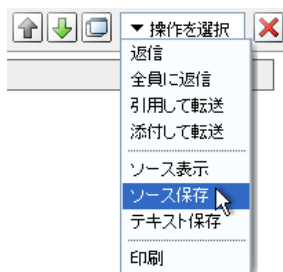 ▼操作を選択
返信
全員に返信
引用して転送
添付して転送
ソース表示
ソース保存
テキスト保存
印刷